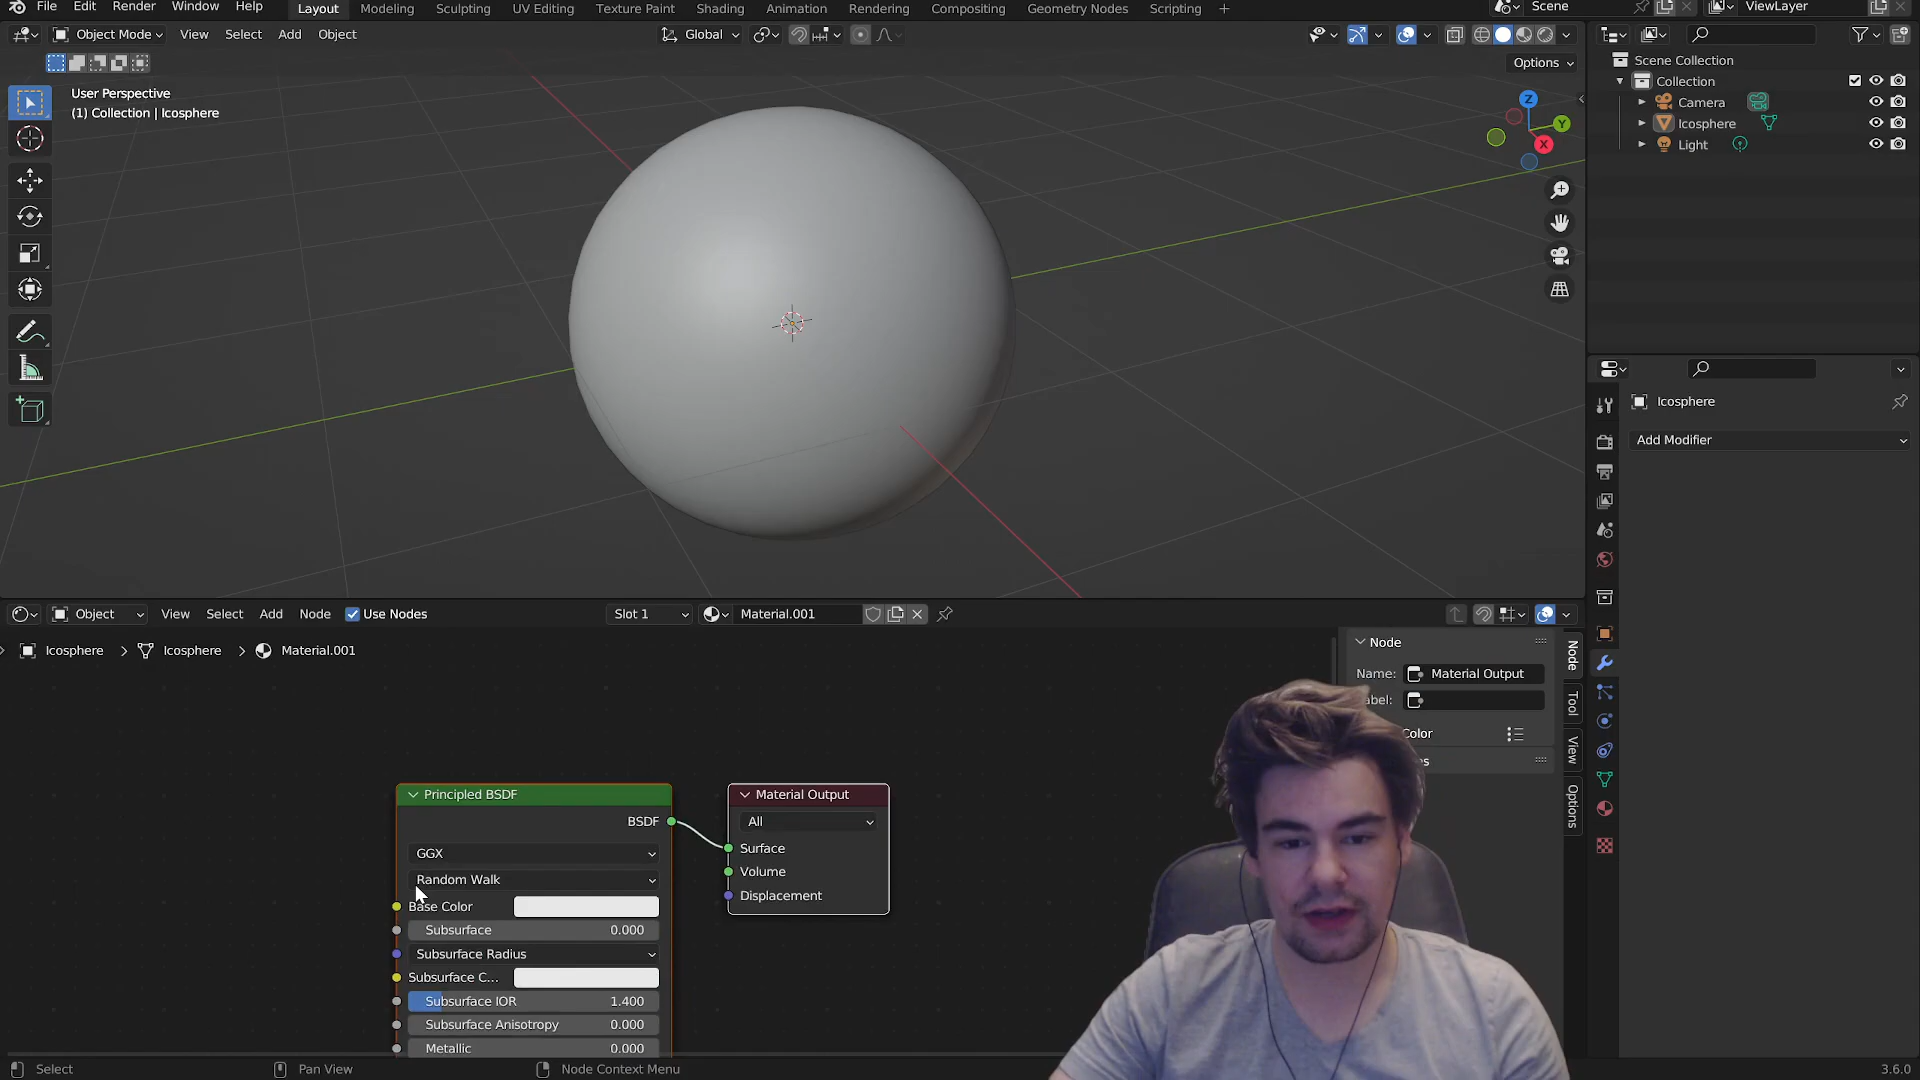 File Edit Render Window Help Layout Modeling Sculpting UV Editing Texture Paint Shading Animation Rendering Compositing Geometry Nodes Scripting + Scene ViewLayer
Object Mode View Select Add Object Global
Options
User Perspective
(1) Collection | Icosphere
Z
Y
X
Scene Collection
Collection
Camera
Icosphere
Light
Icosphere
Add Modifier
Object View Select Add Node Use Nodes Slot 1 Material.001
Icosphere > Icosphere > Material.001
Node
Name: Material Output
abel:
Color
es
Node
Tool
View
Options
Principled BSDF
BSDF
GGX
Random Walk
Base Color
Subsurface 0.000
Subsurface Radius
Subsurface C...
Subsurface IOR 1.400
Subsurface Anisotropy 0.000
Metallic 0.000
Material Output
All
Surface
Volume
Displacement
Select Pan View Node Context Menu 3.6.0